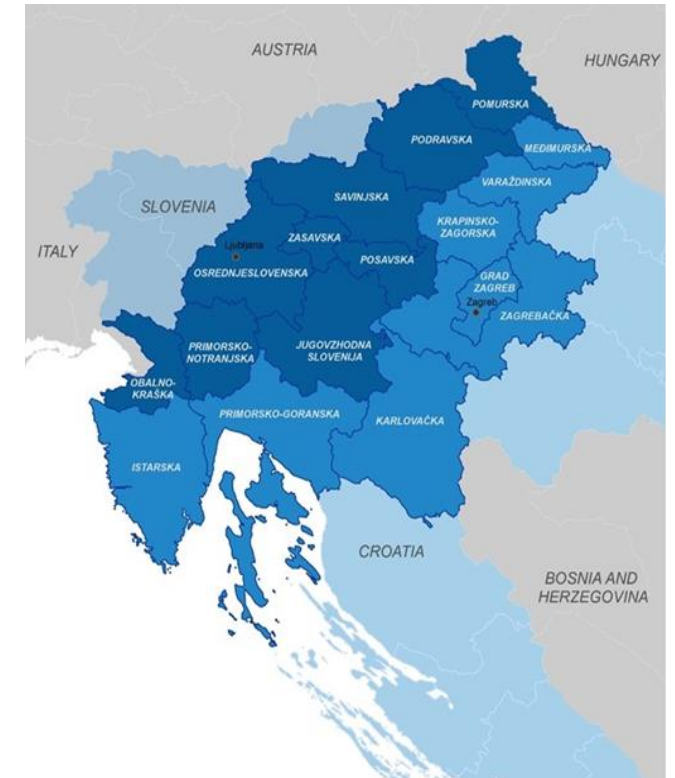 AUSTRIA
HUNGARY
POMURSKA
PODRAVSKA
MEĐIMURSKA
VARAŽDINSKA
SAVINJSKA
SLOVENIA
KRAPINSKO-
ZAGORSKA
ZASAVSKA
Ljubljana
ITALY
POSAVSKA
OSREDNJESLOVENSKA
GRAD
ZAGREB
Zagreb
ZAGREBAČKA
PRIMORSKO-
NOTRANJSKA
JUGOVZHODNA
SLOVENIJA
OBALNO-
KRAŠKA
PRIMORSKO-GORANSKA
KARLOVAČKA
ISTARSKA
CROATIA
BOSNIA AND
HERZEGOVINA